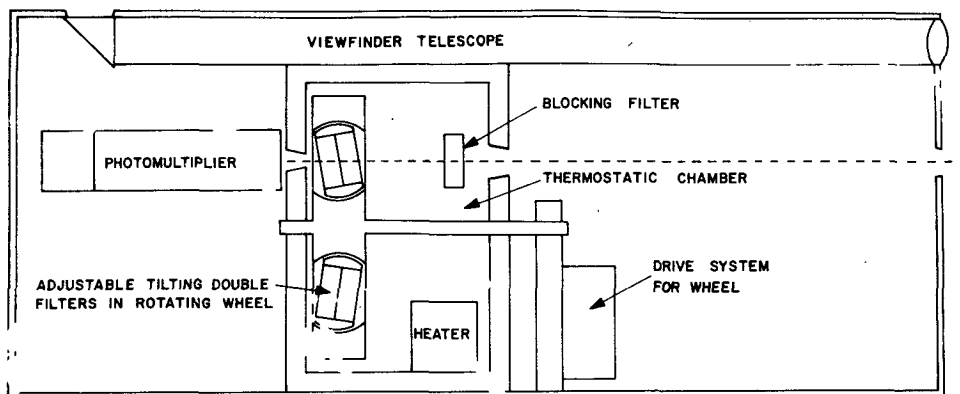 VIEWFINDER TELESCOPE
BLOCKING FILTER
PHOTOMULTIPLIER
THERMOSTATIC CHAMBER
ADJUSTABLE TILTING DOUBLE
FILTERS IN ROTATING WHEEL
DRIVE SYSTEM
FOR WHEEL
HEATER